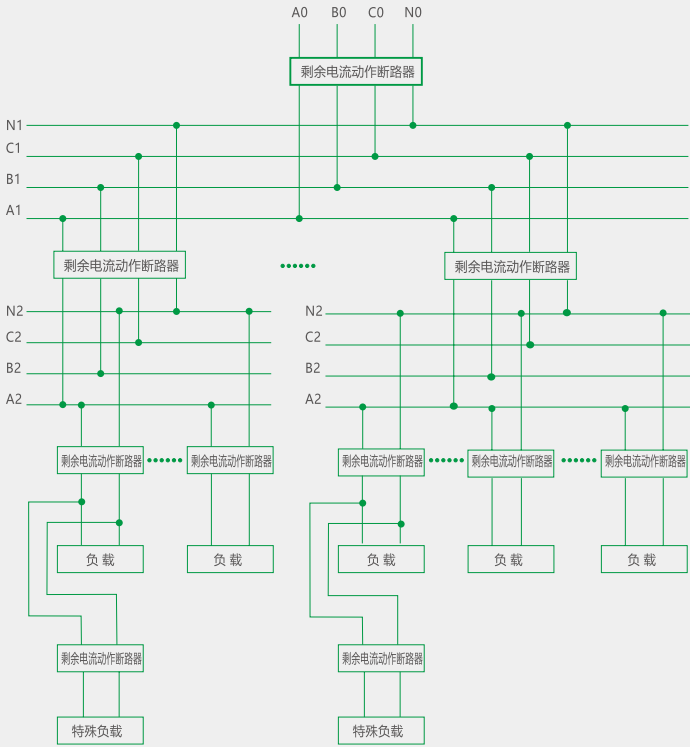 A0 B0 C0 N0
剩余电流动作断路器
N1
C1
B1
A1
剩余电流动作断路器 剩余电流动作断路器
N2 N2
C2 C2
B2 B2
A2 A2
剩余电流动作断路器 剩余电流动作断路器 剩余电流动作断路器 剩余电流动作断路器 剩余电流动作断路器
负载 负载 负载 负载 负载
剩余电流动作断路器 剩余电流动作断路器
特殊负载 特殊负载